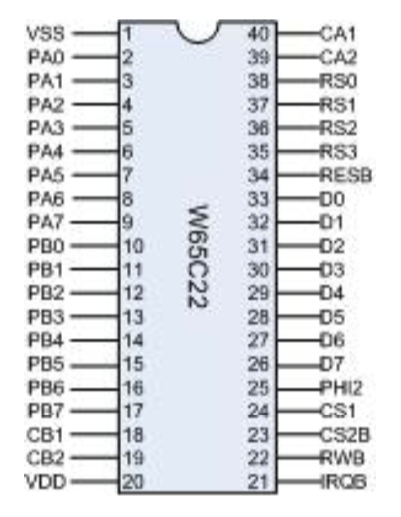 VSS 1 40 CA1
PA0 2 39 CA2
PA1 3 38 RS0
PA2 4 37 RS1
PA3 5 36 RS2
PA4 6 35 RS3
PA5 7 34 RESB
PA6 8 33 D0
PA7 9 32 D1
PB0 10 31 D2
PB1 11 30 D3
PB2 12 29 D4
PB3 13 28 D5
PB4 14 27 D6
PB5 15 26 D7
PB6 16 25 PHI2
PB7 17 24 CS1
CB1 18 23 CS2B
CB2 19 22 RWB
VDD 20 21 IRQB
W65C22